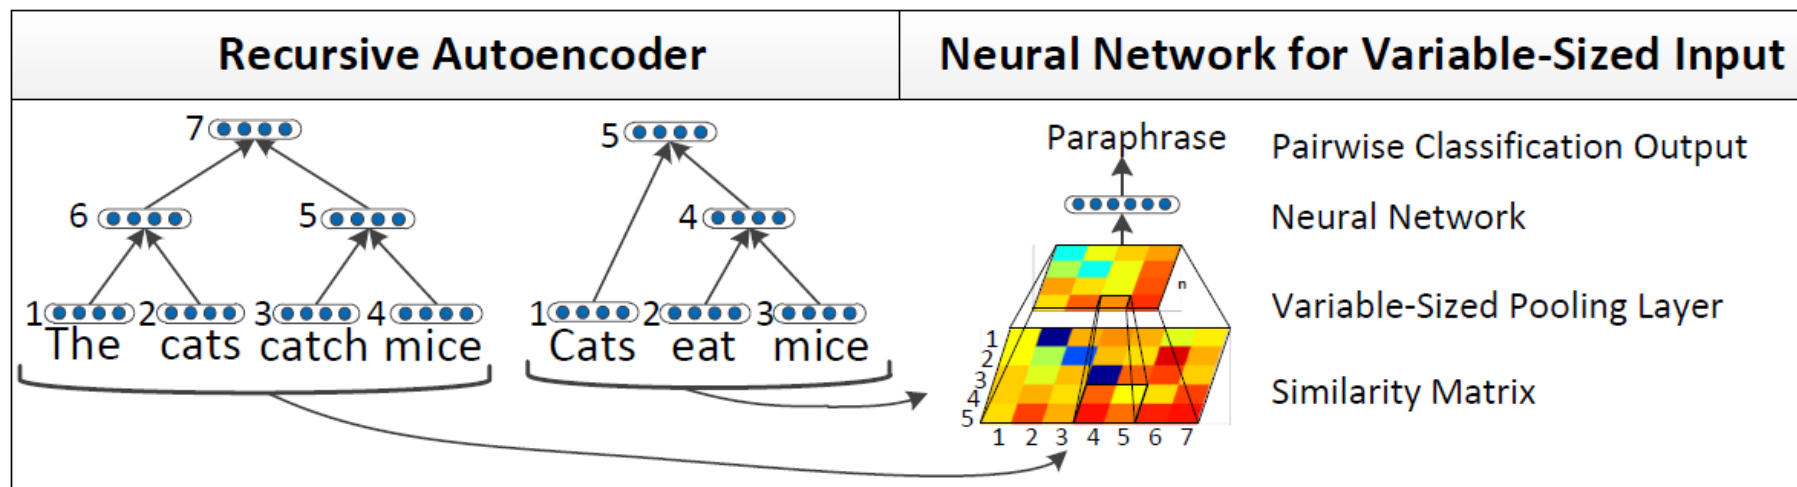 Recursive Autoencoder
Neural Network for Variable-Sized Input
7
6 5
1 2 3 4
The cats catch mice
5
4
1 2 3
Cats eat mice
Paraphrase
n
1
2
3
4
5
1 2 3 4 5 6 7
Pairwise Classification Output
Neural Network
Variable-Sized Pooling Layer
Similarity Matrix